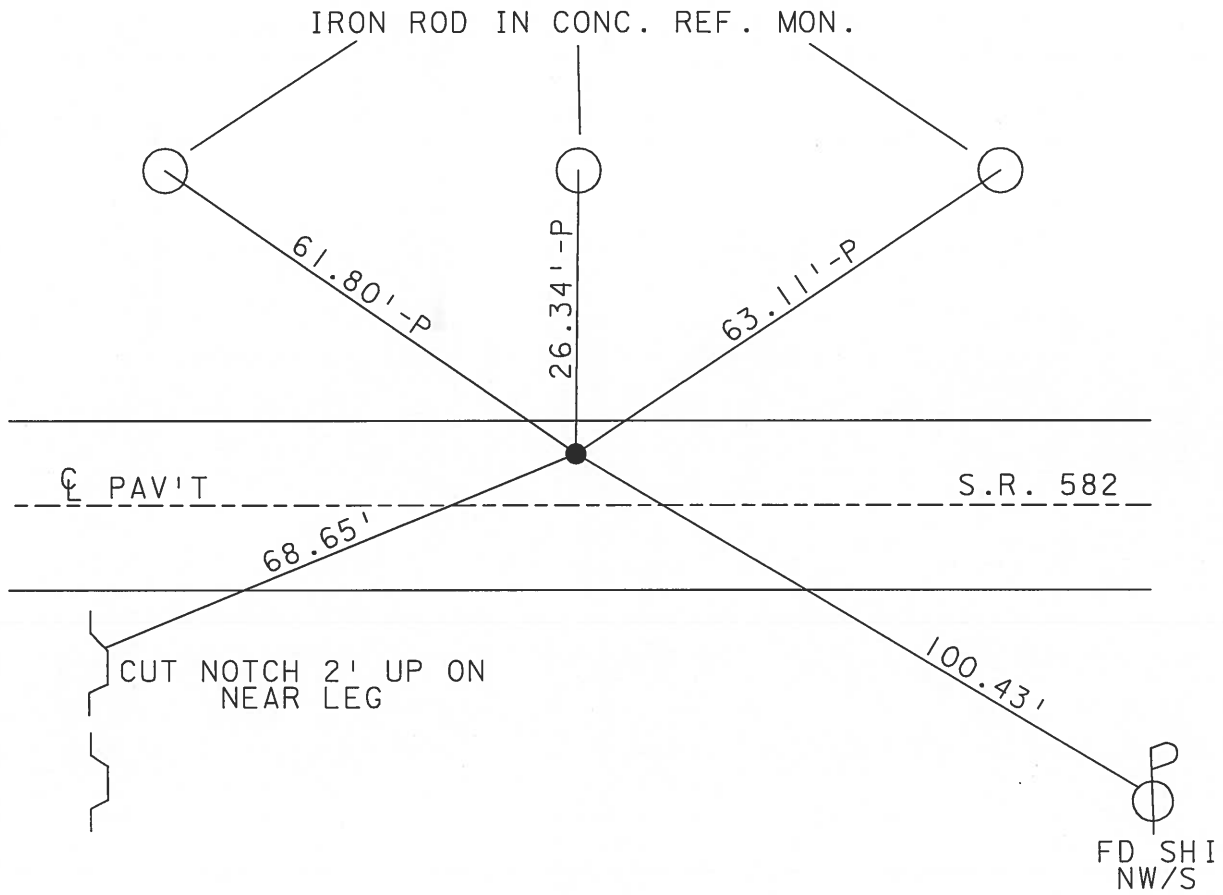 IRON ROD IN CONC. REF. MON.
61.80'-P
26.34'-P
63.11'-P
℄ PAV'T
S.R. 582
68.65'
CUT NOTCH 2' UP ON
NEAR LEG
100.43'
FD SHI
NW/S